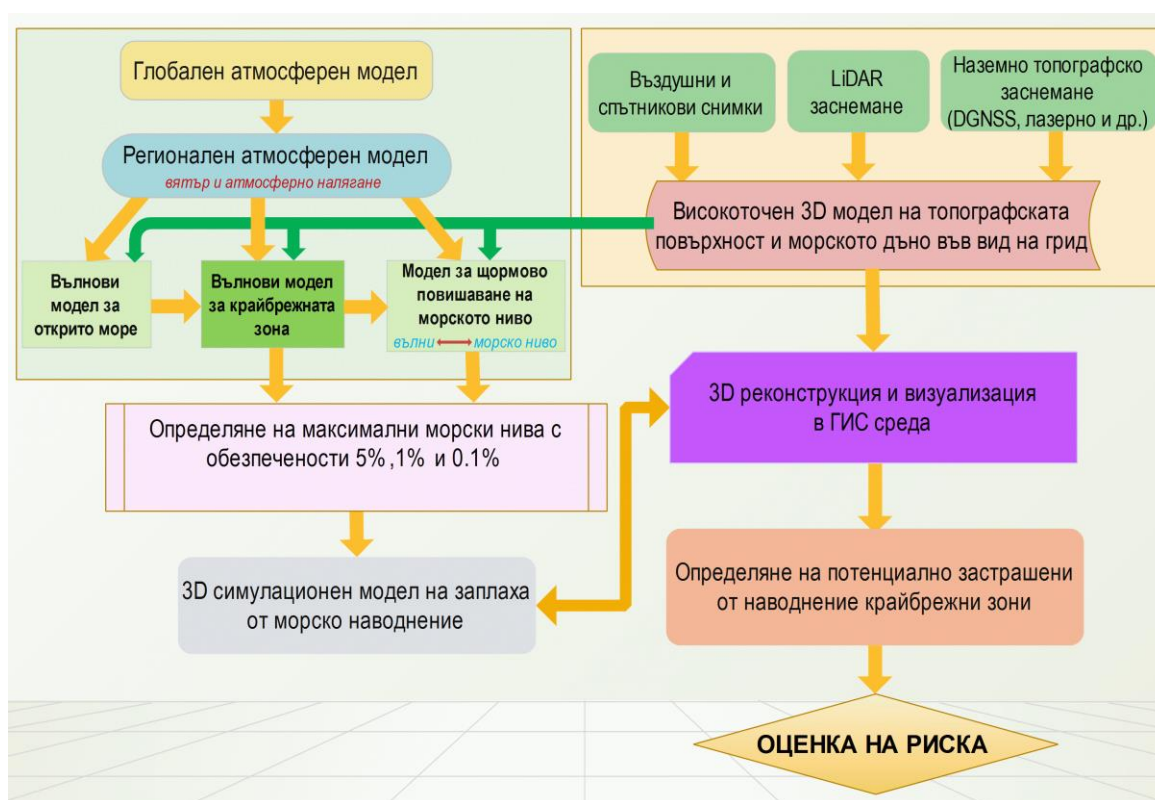 Глобален атмосферен модел
Регионален атмосферен модел
вятър и атмосферно налягане
Вълнови
модел за
открито море
Вълнови модел
за крайбрежната
зона
Модел за щормово
повишаване на
морското ниво
вълни морско ниво
Въздушни и
спътникови снимки
LiDAR
заснемане
Наземно топографско
заснемане
(DGNSS, лазерно и др.)
Високоточен 3D модел на топографската
повърхност и морското дъно във вид на грид
Определяне на максимални морски нива с
обезпечености 5% ,1% и 0.1%
3D симулационен модел на заплаха
от морско наводнение
3D реконструкция и визуализация
в ГИС среда
Определяне на потенциално застрашени
от наводнение крайбрежни зони
ОЦЕНКА НА РИСКА